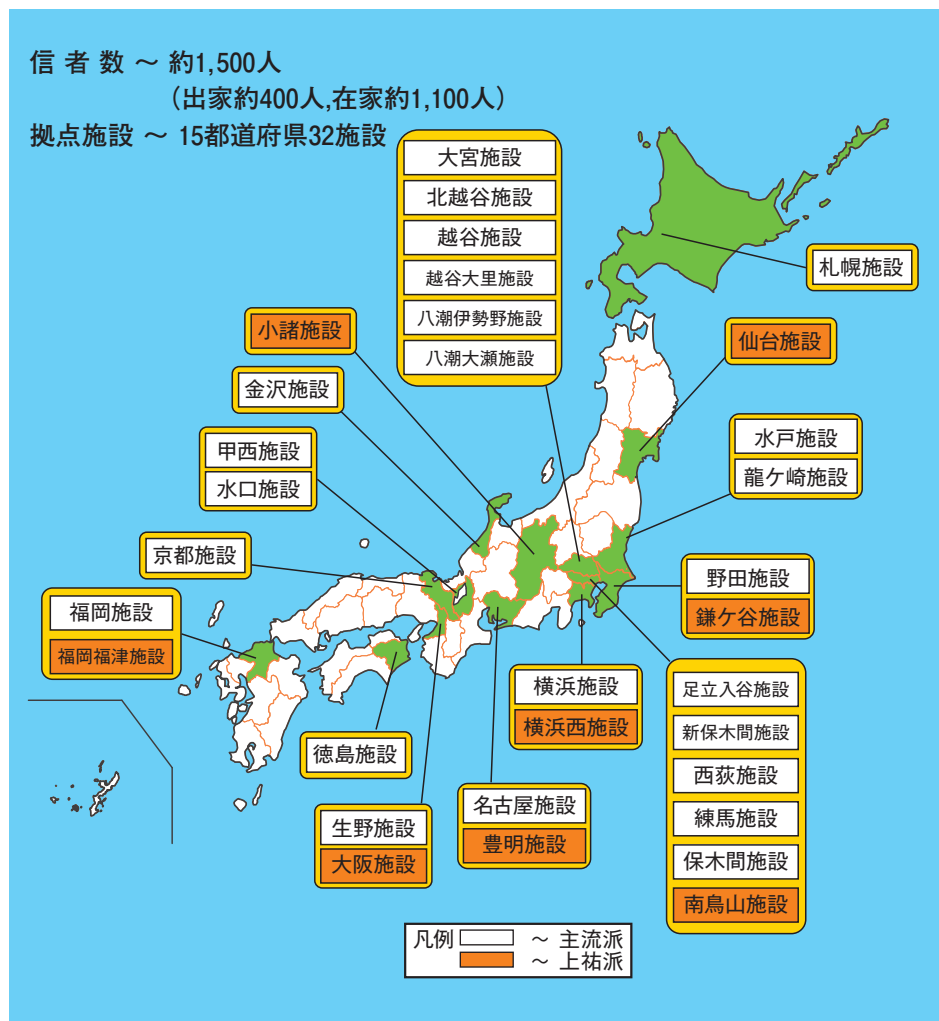 信者数 ～ 約1,500人
（出家約400人,在家約1,100人）
拠点施設 ～ 15都道府県32施設
大宮施設
北越谷施設
越谷施設
越谷大里施設
八潮伊勢野施設
八潮大瀬施設
札幌施設
小諸施設
仙台施設
金沢施設
水戸施設
龍ケ崎施設
甲西施設
水口施設
京都施設
野田施設
鎌ケ谷施設
福岡施設
福岡福津施設
横浜施設
横浜西施設
足立入谷施設
新保木間施設
西荻施設
練馬施設
保木間施設
南烏山施設
徳島施設
名古屋施設
豊明施設
生野施設
大阪施設
凡例 ～ 主流派
～ 上祐派